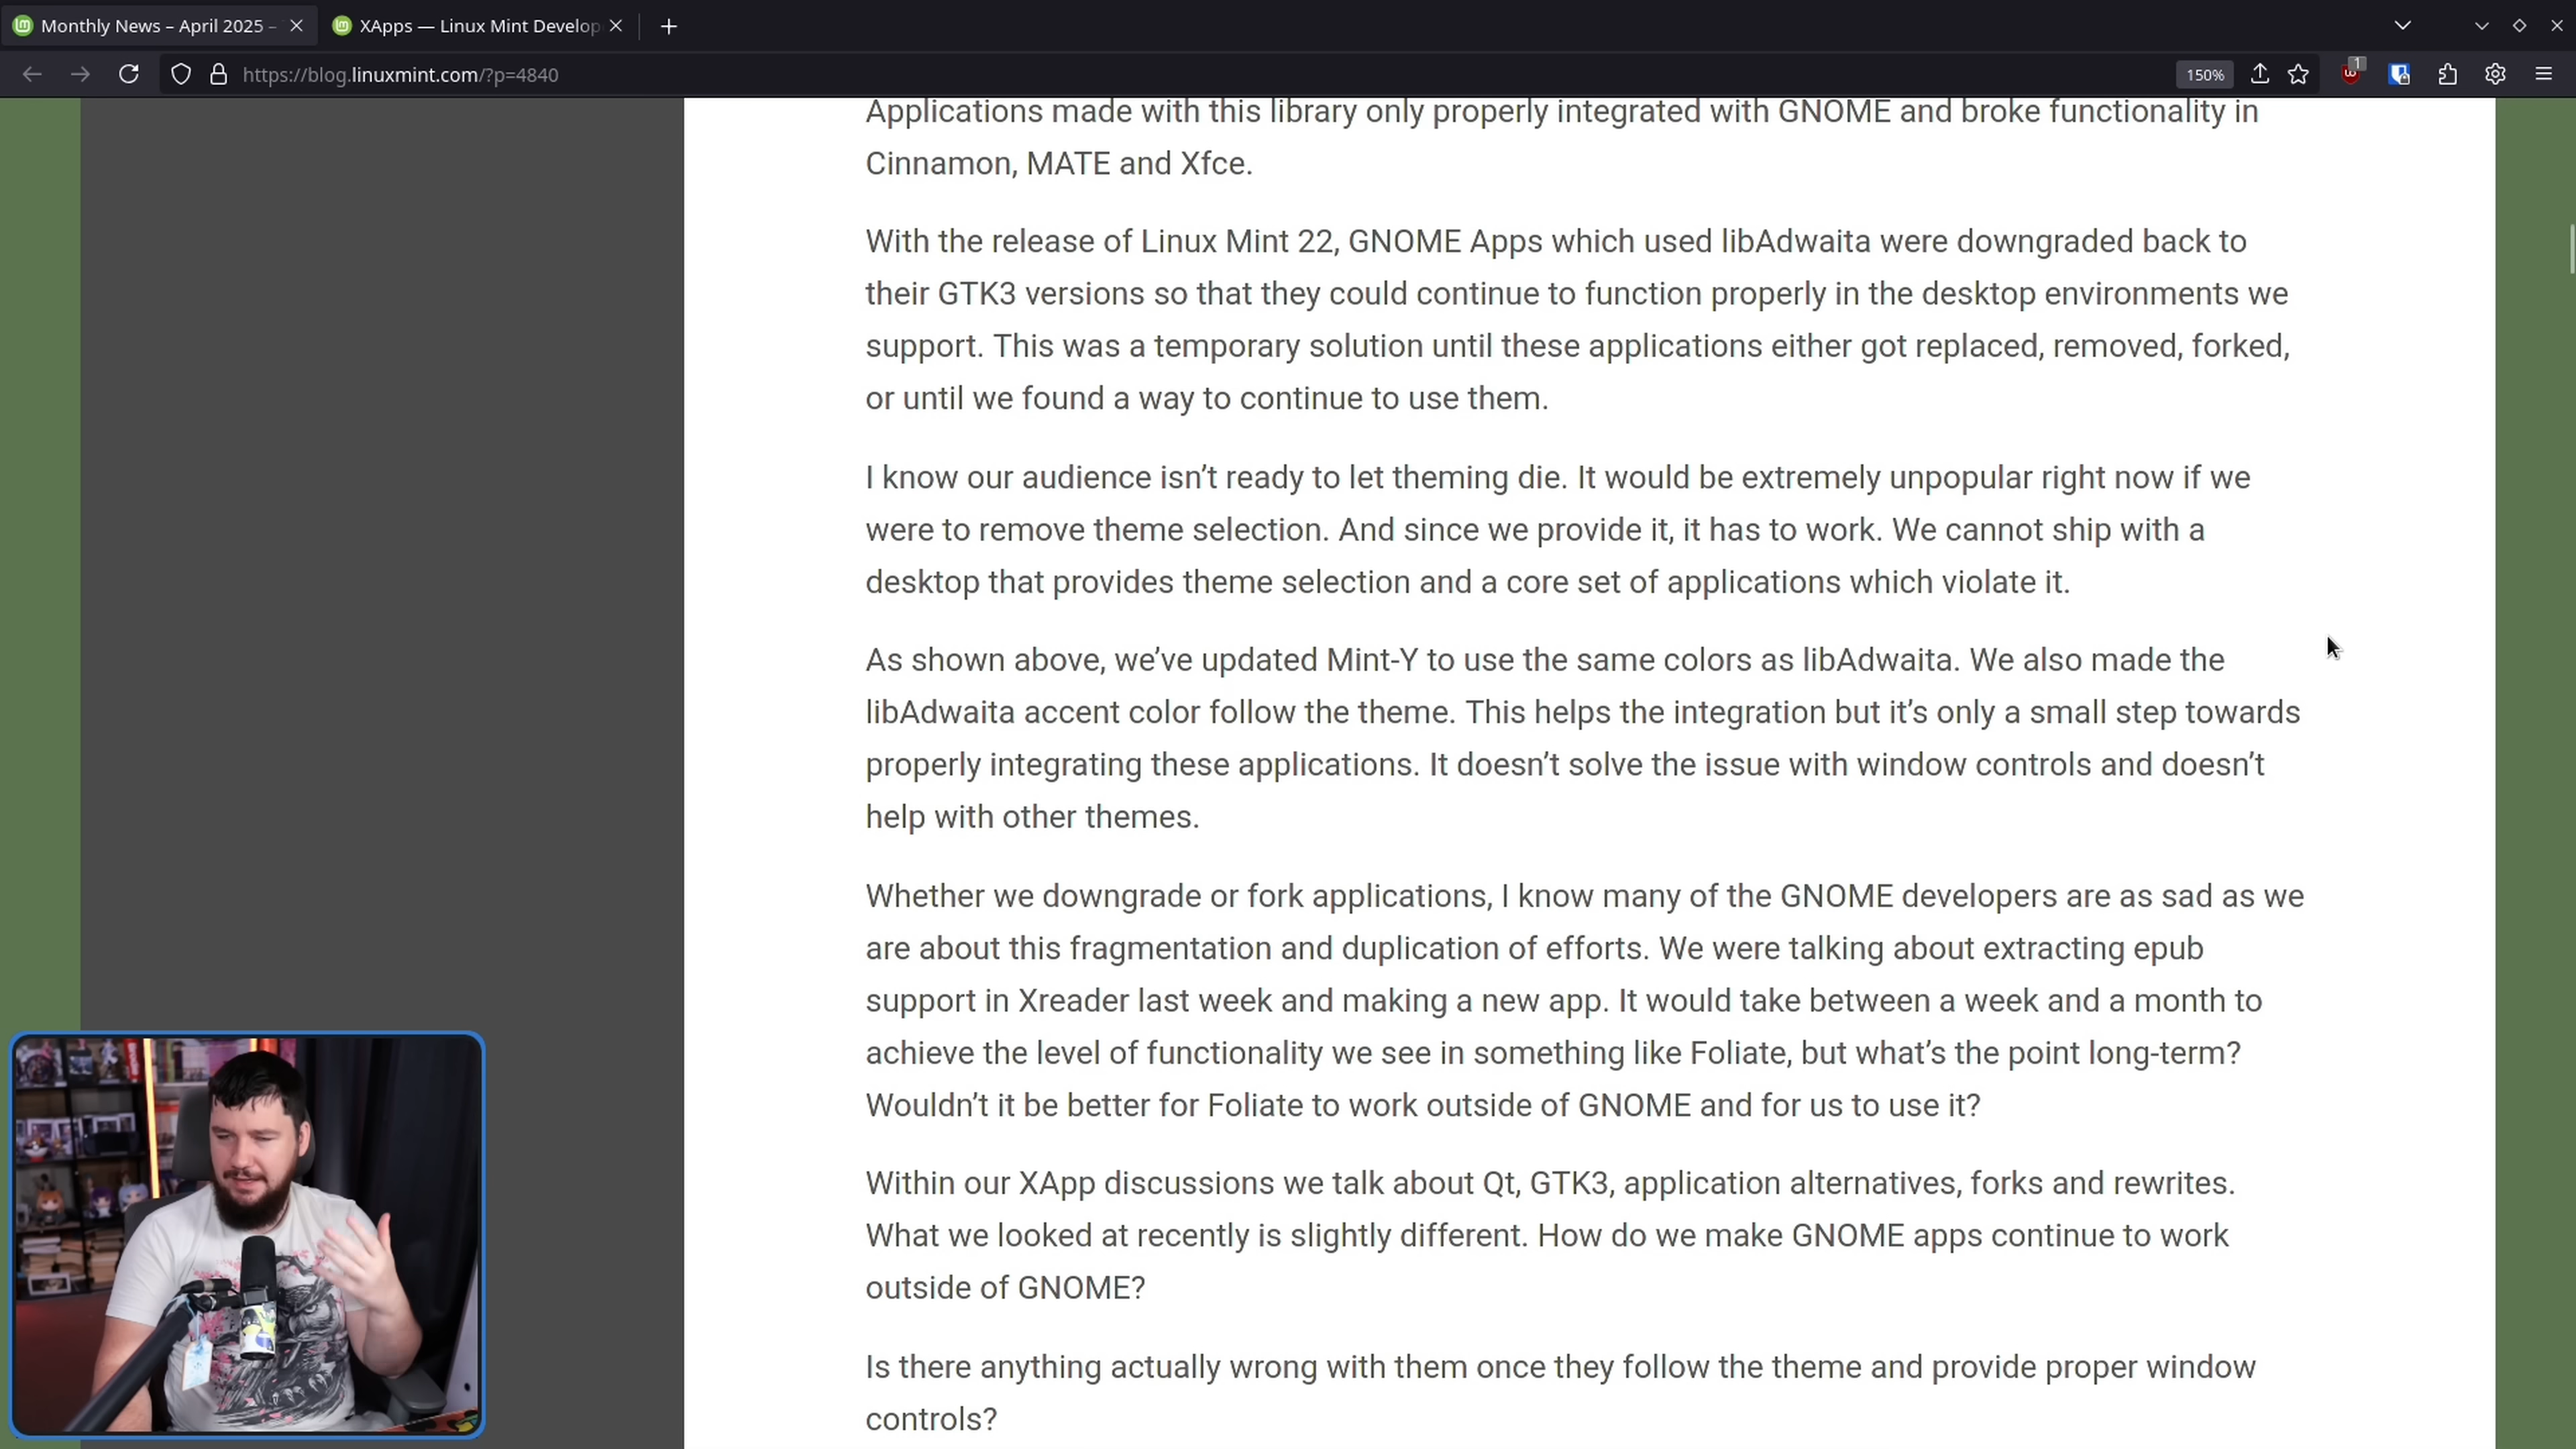 Monthly News – April 2025 –
XApps — Linux Mint Develop
https://blog.linuxmint.com/?p=4840
150%
1
Applications made with this library only properly integrated with GNOME and broke functionality in
Cinnamon, MATE and Xfce.
With the release of Linux Mint 22, GNOME Apps which used libAdwaita were downgraded back to
their GTK3 versions so that they could continue to function properly in the desktop environments we
support. This was a temporary solution until these applications either got replaced, removed, forked,
or until we found a way to continue to use them.
I know our audience isn’t ready to let theming die. It would be extremely unpopular right now if we
were to remove theme selection. And since we provide it, it has to work. We cannot ship with a
desktop that provides theme selection and a core set of applications which violate it.
As shown above, we’ve updated Mint-Y to use the same colors as libAdwaita. We also made the
libAdwaita accent color follow the theme. This helps the integration but it’s only a small step towards
properly integrating these applications. It doesn’t solve the issue with window controls and doesn’t
help with other themes.
Whether we downgrade or fork applications, I know many of the GNOME developers are as sad as we
are about this fragmentation and duplication of efforts. We were talking about extracting epub
support in Xreader last week and making a new app. It would take between a week and a month to
achieve the level of functionality we see in something like Foliate, but what’s the point long-term?
Wouldn’t it be better for Foliate to work outside of GNOME and for us to use it?
Within our XApp discussions we talk about Qt, GTK3, application alternatives, forks and rewrites.
What we looked at recently is slightly different. How do we make GNOME apps continue to work
outside of GNOME?
Is there anything actually wrong with them once they follow the theme and provide proper window
controls?